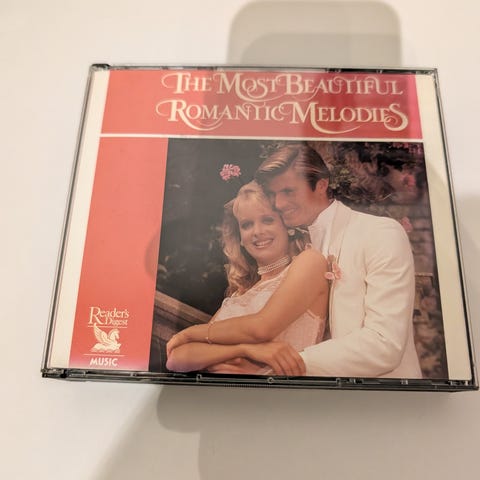 The Most Beautiful
Romantic Melodies
Reader's
Digest
MUSIC